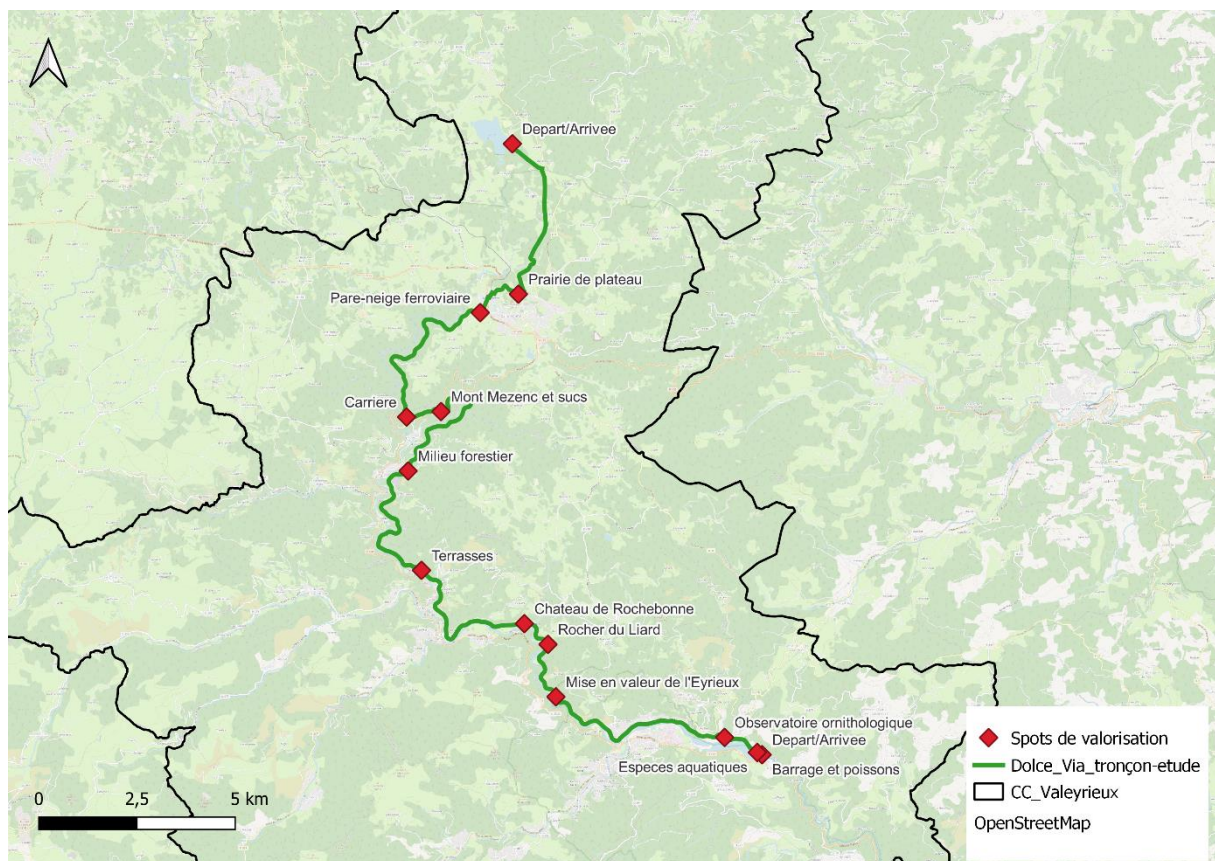 Depart/Arrivee
Prairie de plateau
Pare-neige ferroviaire
Mont Mezenc et sucs
Carriere
Milieu forestier
Terrasses
Chateau de Rochebonne
Rocher du Liard
Mise en valeur de l'Eyrieux
Observatoire ornithologique
Depart/Arrivee
Especes aquatiques
Barrage et poissons
Spots de valorisation
Dolce_Via_tronçon-etude
CC_Valeyrieux
OpenStreetMap
0 2,5 5 km